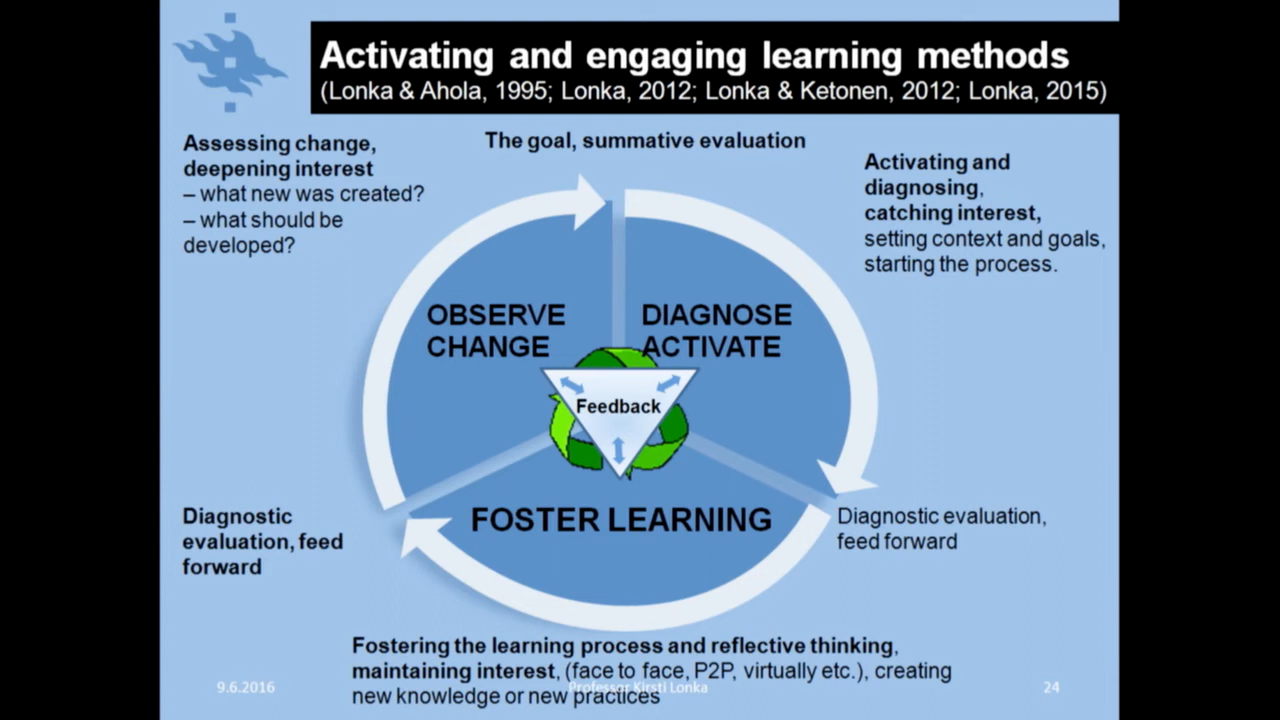 Activating and engaging learning methods
(Lonka & Ahola, 1995; Lonka, 2012; Lonka & Ketonen, 2012; Lonka, 2015)
The goal, summative evaluation
Assessing change,
deepening interest
– what new was created?
– what should be
developed?
Activating and
diagnosing,
catching interest,
setting context and goals,
starting the process.
OBSERVE
CHANGE
DIAGNOSE
ACTIVATE
Feedback
FOSTER LEARNING
Diagnostic
evaluation, feed
forward
Diagnostic evaluation,
feed forward
Fostering the learning process and reflective thinking,
maintaining interest, (face to face, P2P, virtually etc.), creating
new knowledge or new practices
9.6.2016
Professor Kirsti Lonka
24